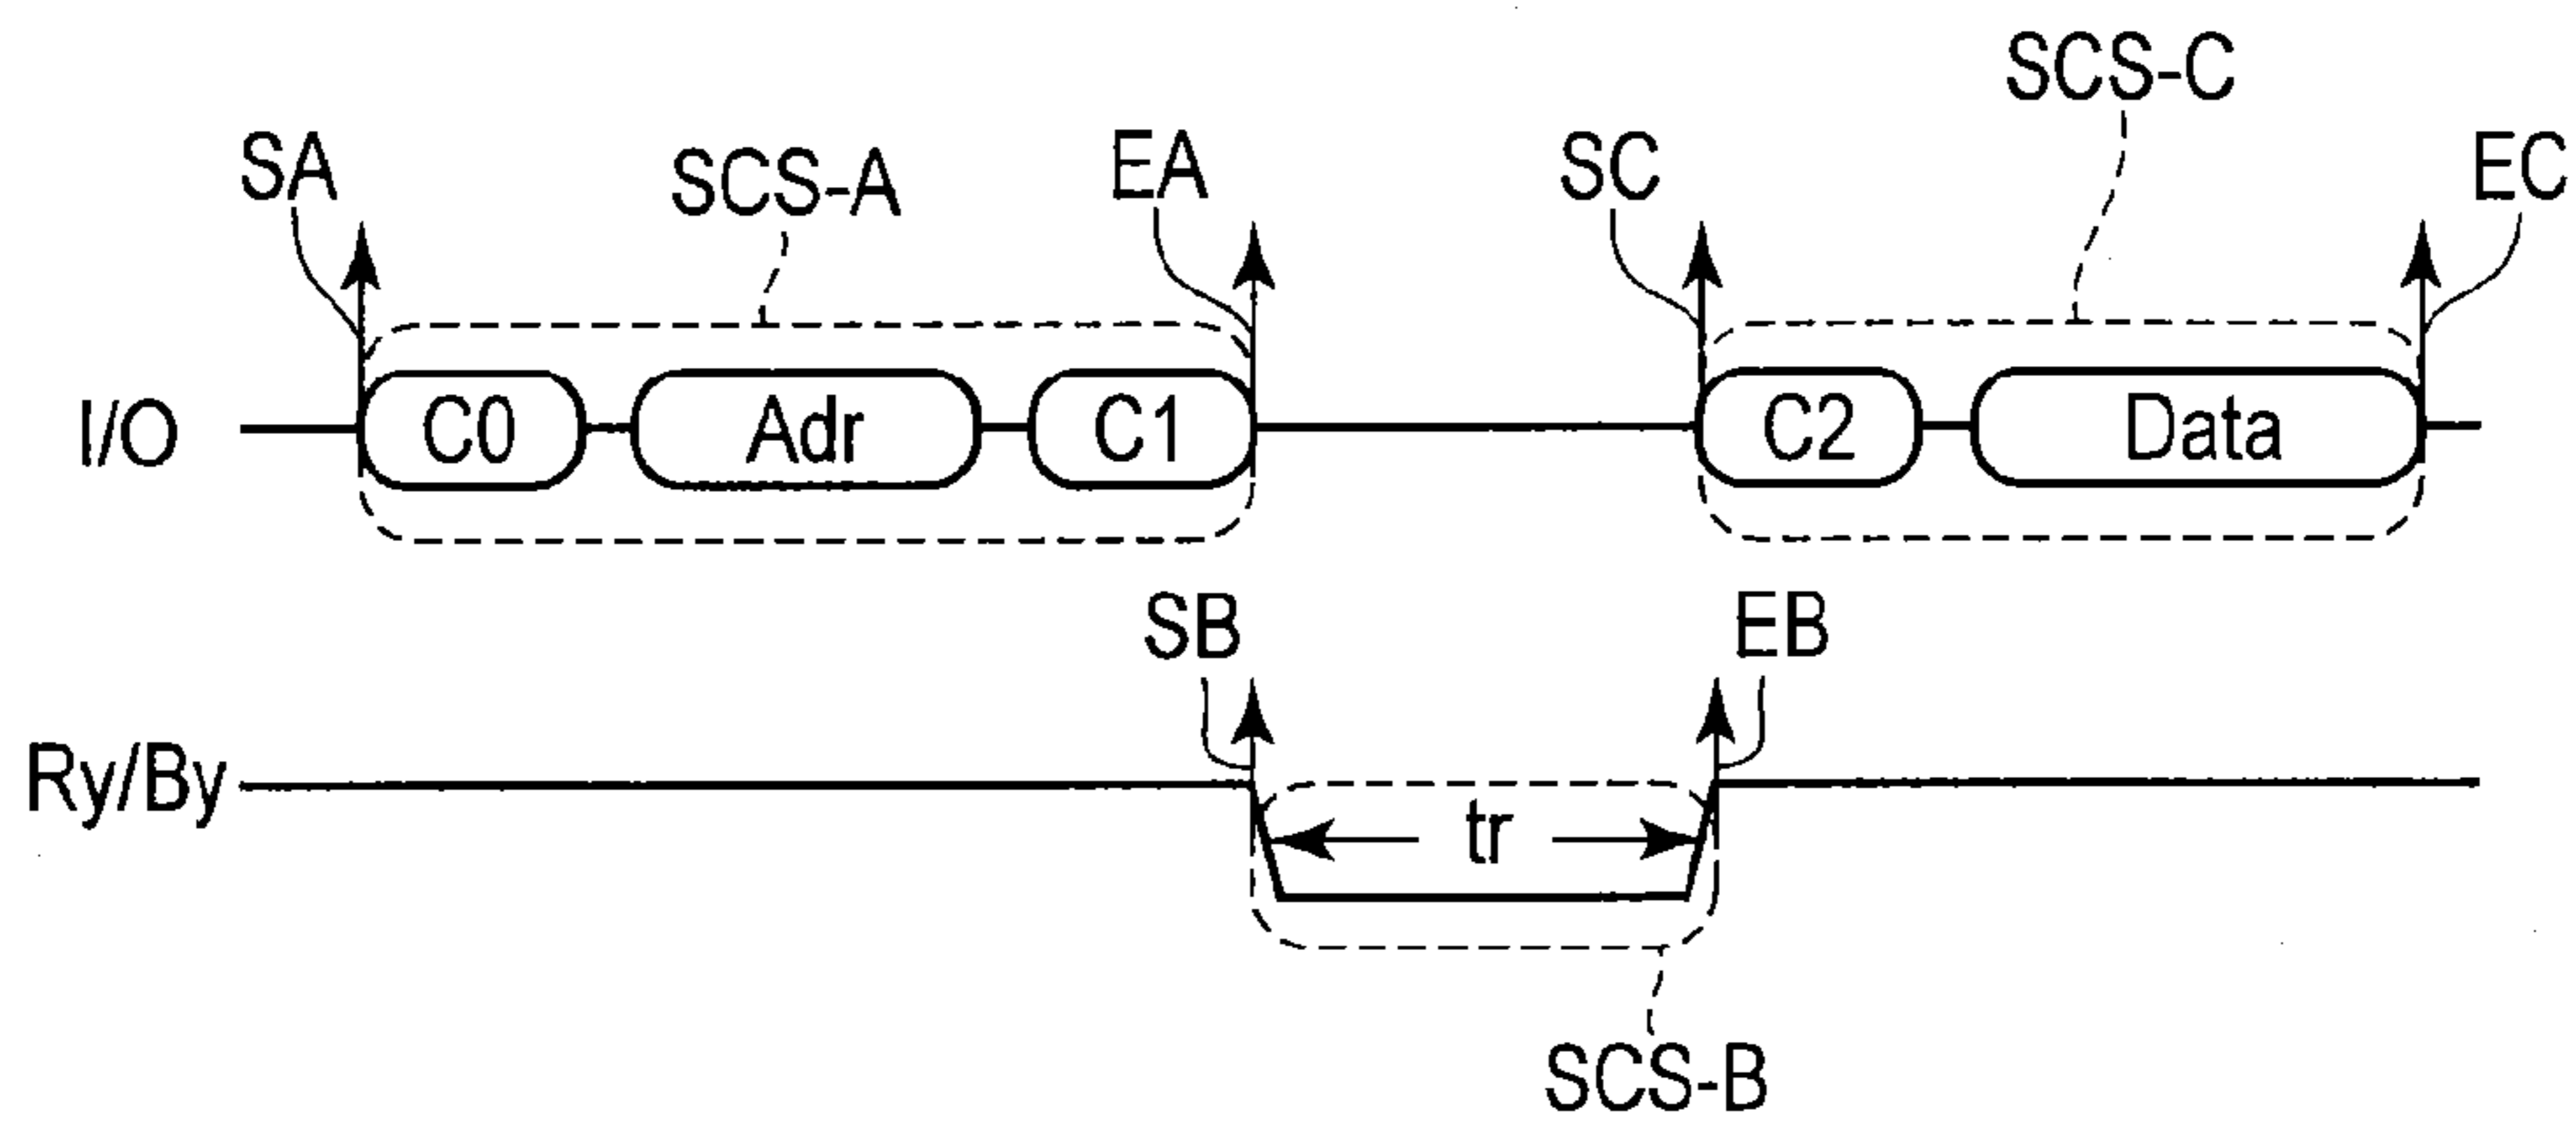 SCS-C
SA
SCS-A
EA
SC
EC
I/O
C0
Adr
C1
C2
Data
SB
EB
Ry/By
tr
SCS-B